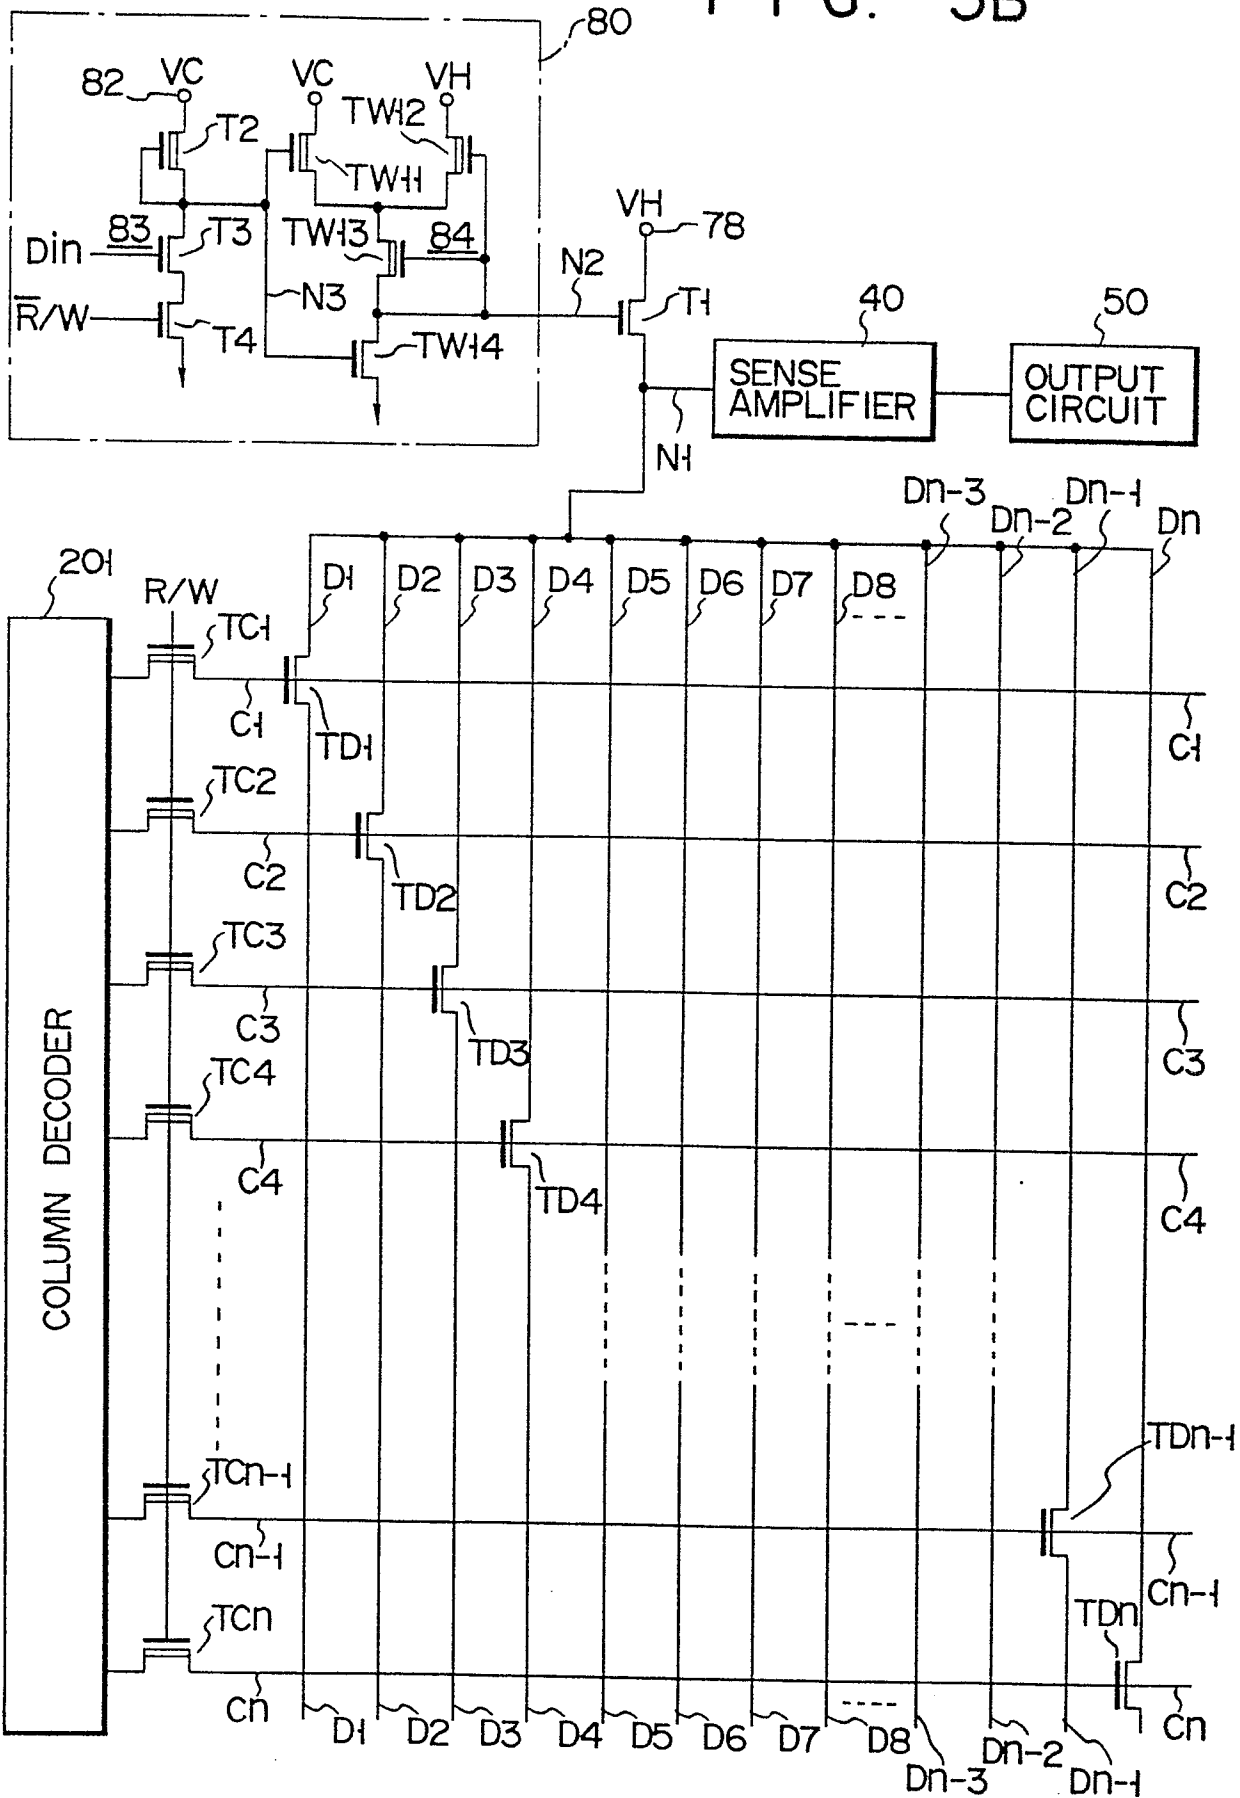 FIG. 5B
80
VC
VC
VH
82
T2
TW12
TW11
83
T3
TW13
84
Din
N3
R̅/W
T4
TW14
N2
VH
78
T1
40
50
SENSE
AMPLIFIER
OUTPUT
CIRCUIT
N1
Dn-3
Dn-2
Dn-1
Dn
201
R/W
D1
D2
D3
D4
D5
D6
D7
D8
TC1
C1
TD1
C1
TC2
C2
TD2
C2
TC3
C3
TD3
C3
TC4
C4
TD4
C4
COLUMN DECODER
TCn-1
Cn-1
TDn-1
Cn-1
TCn
Cn
TDn
Cn
D1
D2
D3
D4
D5
D6
D7
D8
Dn-3
Dn-2
Dn-1